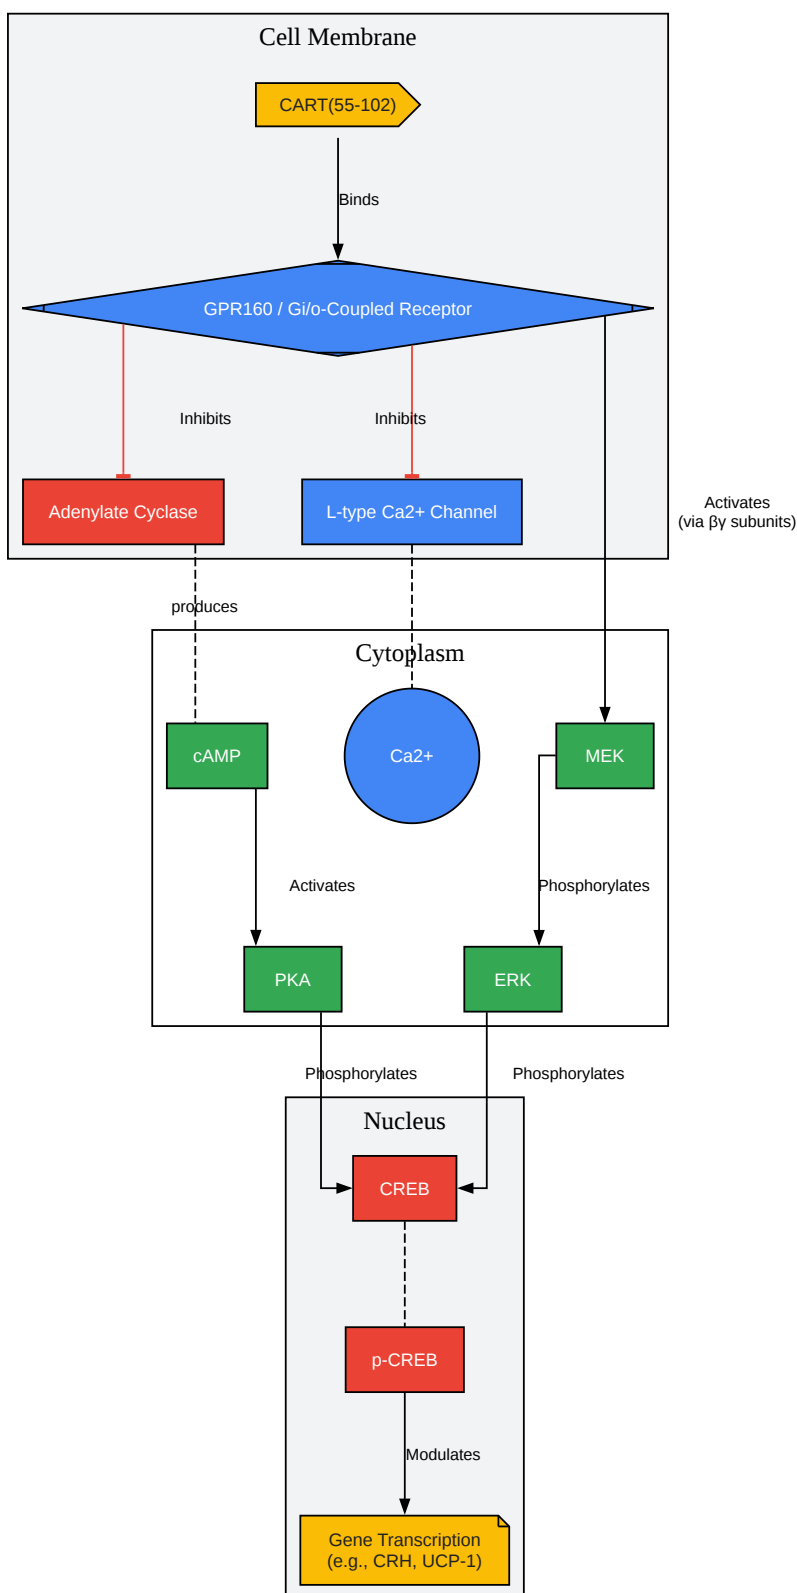 Cell Membrane
CART(55-102)
Binds
GPR160 / Gi/o-Coupled Receptor
Inhibits
Inhibits
Adenylate Cyclase
L-type Ca2+ Channel
Activates
(via βγ subunits)
produces
Cytoplasm
cAMP
Ca2+
MEK
Activates
Phosphorylates
PKA
ERK
Phosphorylates
Phosphorylates
Nucleus
CREB
p-CREB
Modulates
Gene Transcription
(e.g., CRH, UCP-1)